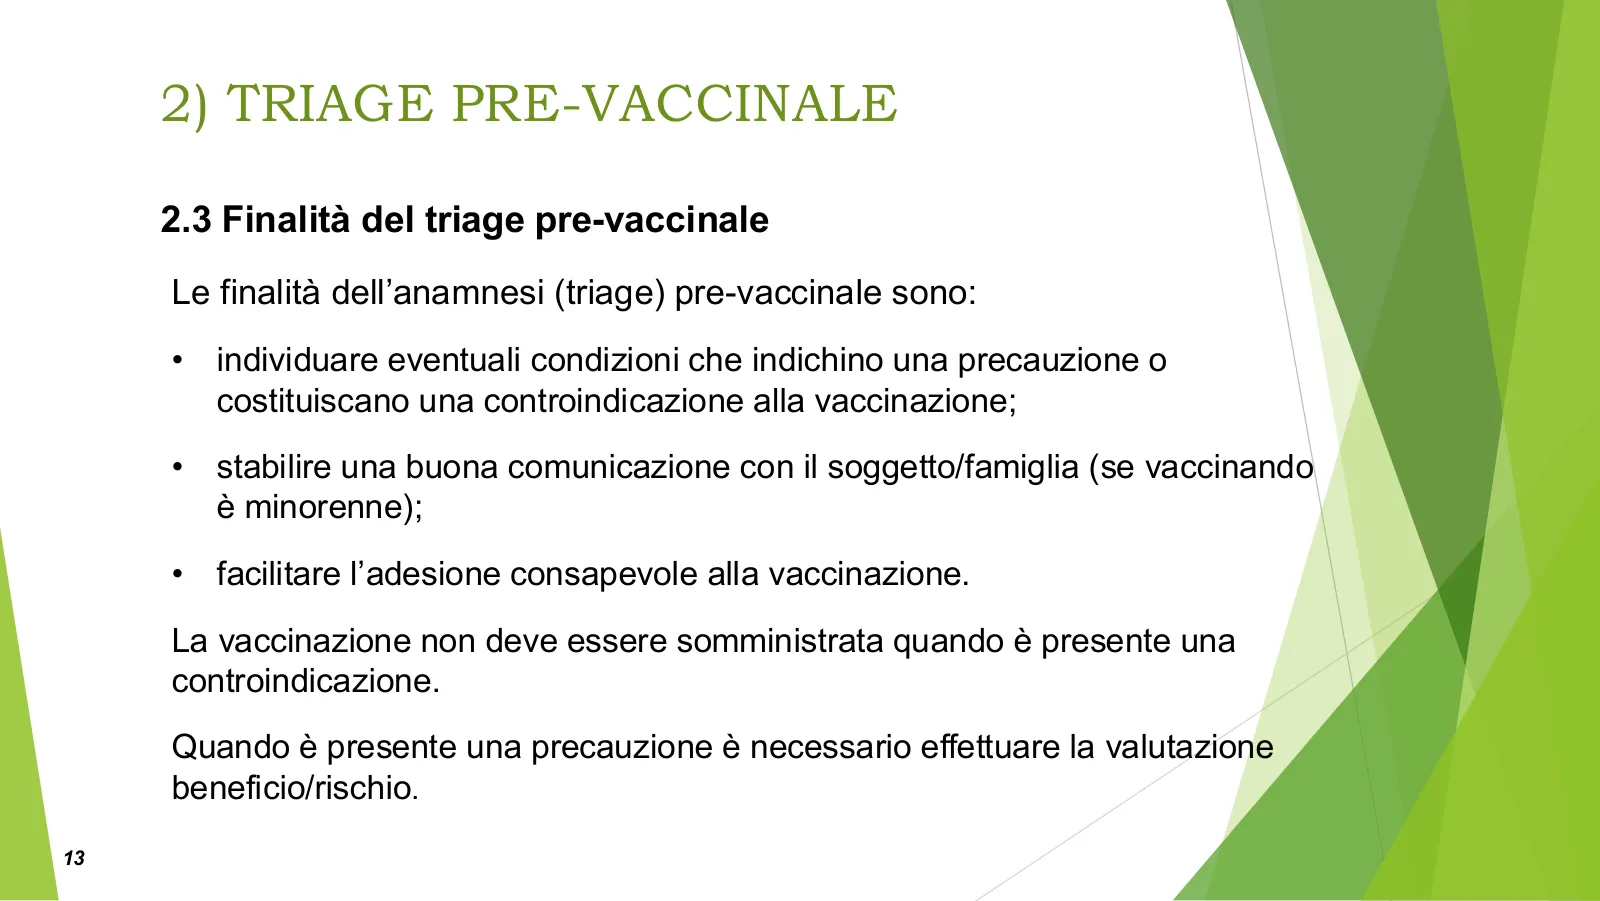 2) TRIAGE PRE-VACCINALE
2.3 Finalità del triage pre-vaccinale
Le finalità dell’anamnesi (triage) pre-vaccinale sono:
• individuare eventuali condizioni che indichino una precauzione o
costituiscano una controindicazione alla vaccinazione;
• stabilire una buona comunicazione con il soggetto/famiglia (se vaccinando
è minorenne);
• facilitare l’adesione consapevole alla vaccinazione.
La vaccinazione non deve essere somministrata quando è presente una
controindicazione.
Quando è presente una precauzione è necessario effettuare la valutazione
beneficio/rischio.
13